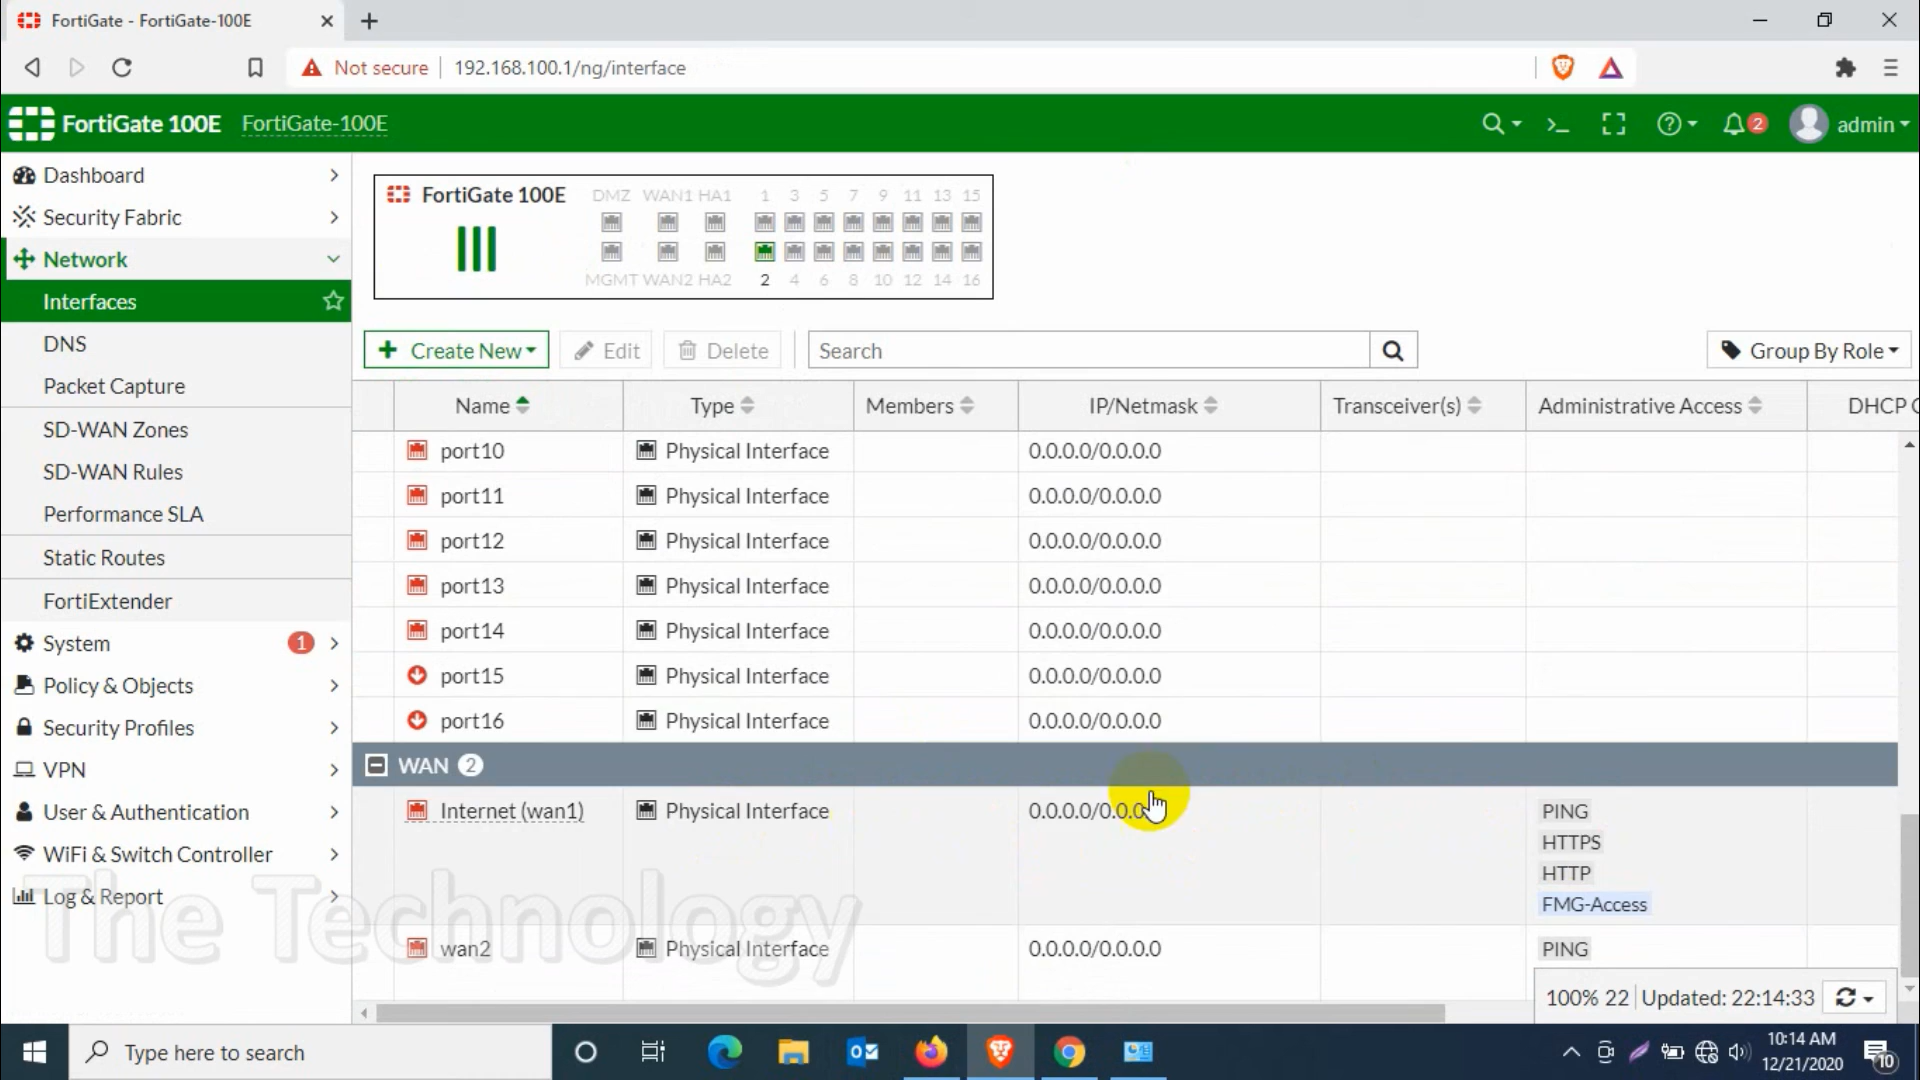 FortiGate - FortiGate-100E
Not secure
192.168.100.1/ng/interface
FortiGate 100E
FortiGate-100E
2
admin
Dashboard
Security Fabric
Network
Interfaces
DNS
Packet Capture
SD-WAN Zones
SD-WAN Rules
Performance SLA
Static Routes
FortiExtender
System 1
Policy & Objects
Security Profiles
VPN
User & Authentication
WiFi & Switch Controller
Log & Report
FortiGate 100E
DMZ WAN1 HA1 1 3 5 7 9 11 13 15
MGMT WAN2 HA2 2 4 6 8 10 12 14 16
Create New Edit Delete Search Group By Role
Name Type Members IP/Netmask Transceiver(s) Administrative Access DHCP
port10 Physical Interface 0.0.0.0/0.0.0.0
port11 Physical Interface 0.0.0.0/0.0.0.0
port12 Physical Interface 0.0.0.0/0.0.0.0
port13 Physical Interface 0.0.0.0/0.0.0.0
port14 Physical Interface 0.0.0.0/0.0.0.0
port15 Physical Interface 0.0.0.0/0.0.0.0
port16 Physical Interface 0.0.0.0/0.0.0.0
WAN 2
Internet (wan1) Physical Interface 0.0.0.0/0.0.0 PING
HTTPS
HTTP
FMG-Access
wan2 Physical Interface 0.0.0.0/0.0.0.0 PING
100% 22 Updated: 22:14:33
The Technology
Type here to search
10:14 AM
12/21/2020
10